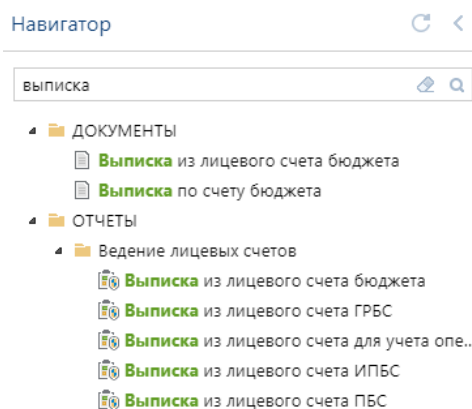 Навигатор
выписка
ДОКУМЕНТЫ
Выписка из лицевого счета бюджета
Выписка по счету бюджета
ОТЧЕТЫ
Ведение лицевых счетов
Выписка из лицевого счета бюджета
Выписка из лицевого счета ГРБС
Выписка из лицевого счета для учета опе..
Выписка из лицевого счета ИПБС
Выписка из лицевого счета ПБС